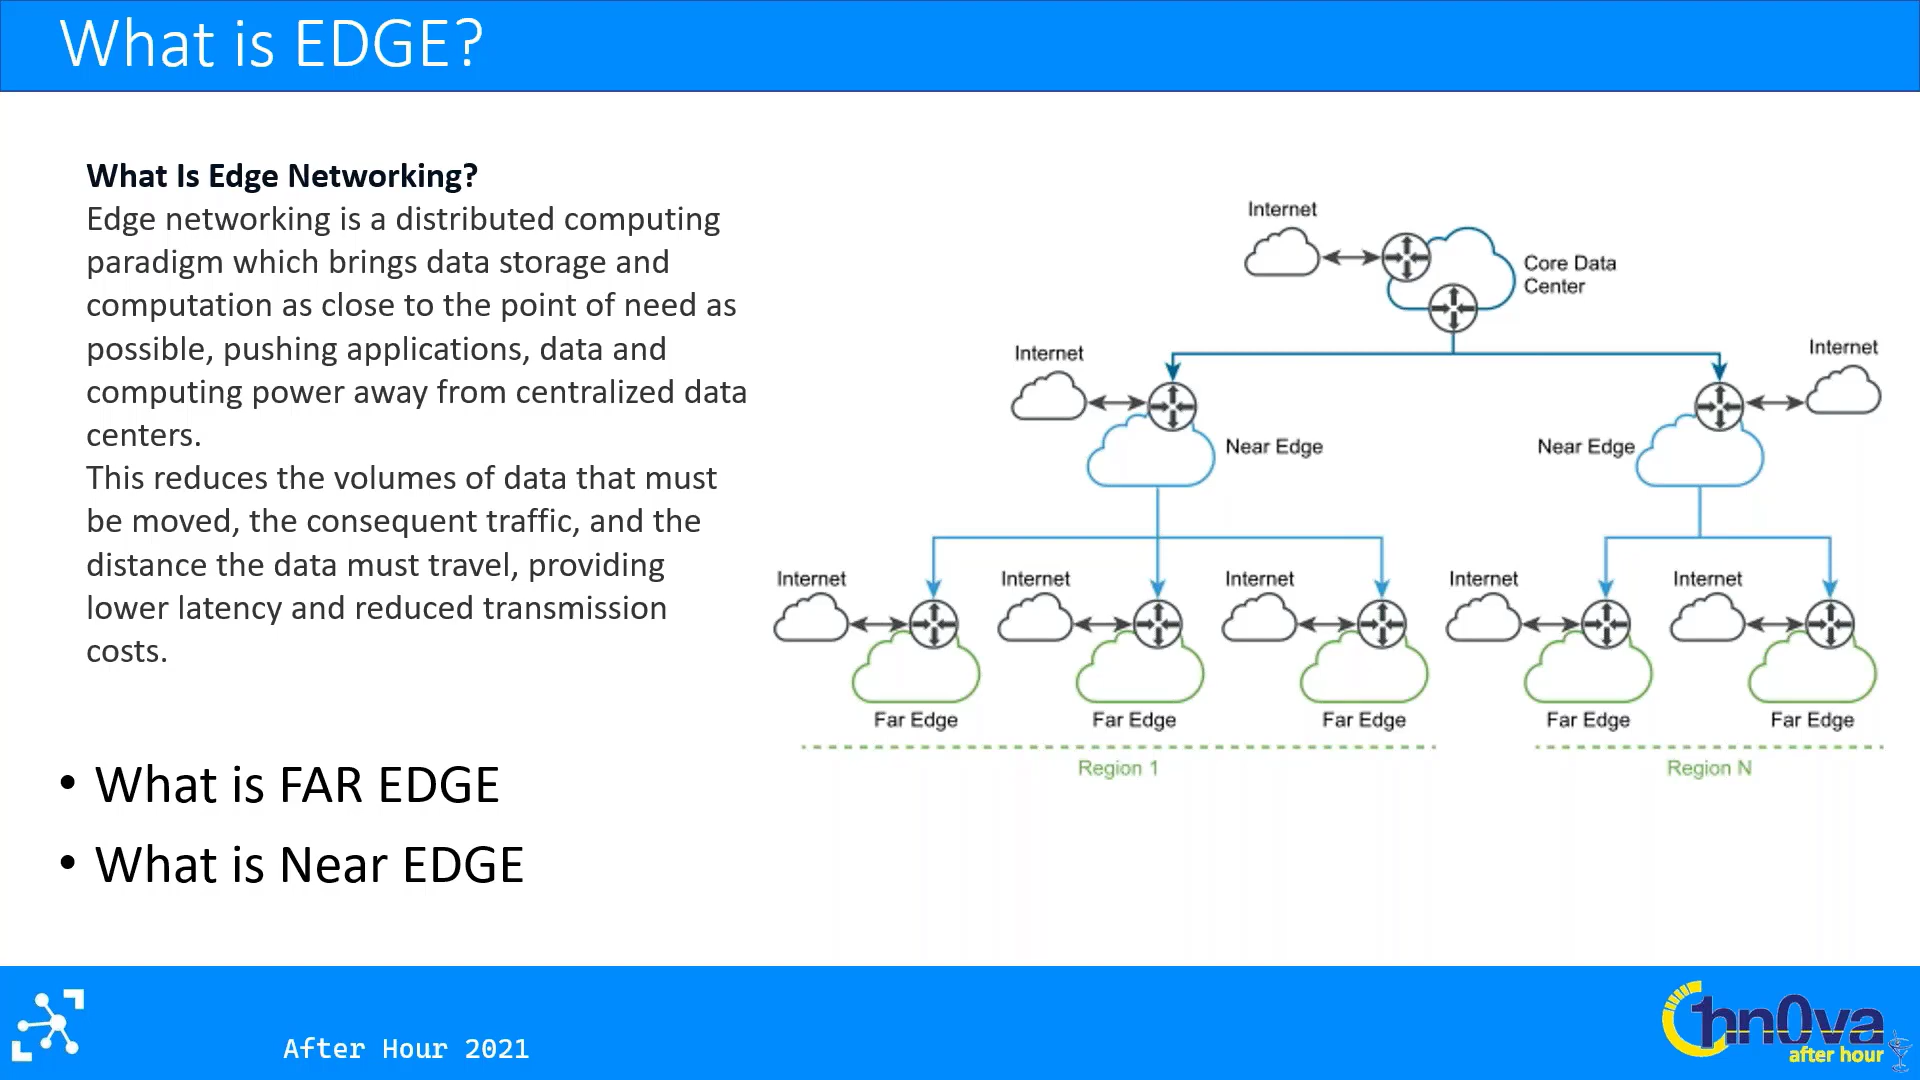 What is EDGE?
What Is Edge Networking?
Edge networking is a distributed computing
paradigm which brings data storage and
computation as close to the point of need as
possible, pushing applications, data and
computing power away from centralized data
centers.
This reduces the volumes of data that must
be moved, the consequent traffic, and the
distance the data must travel, providing
lower latency and reduced transmission
costs.
• What is FAR EDGE
• What is Near EDGE
Internet
Core Data
Center
Internet
Internet
Near Edge
Near Edge
Internet
Internet
Internet
Internet
Internet
Far Edge
Far Edge
Far Edge
Far Edge
Far Edge
Region 1
Region N
After Hour 2021
1hn0va
after hour